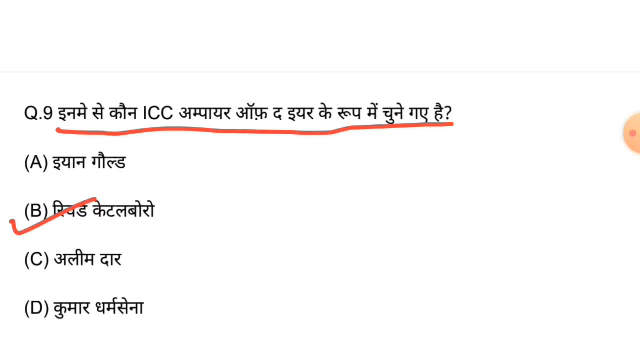 Q.9 इनमे से कौन ICC अम्पायर ऑफ़ द इयर के रूप में चुने गए है?
(A) इयान गौल्ड
(B) रिचर्ड केटलबोरो
(C) अलीम दार
(D) कुमार धर्मसेना